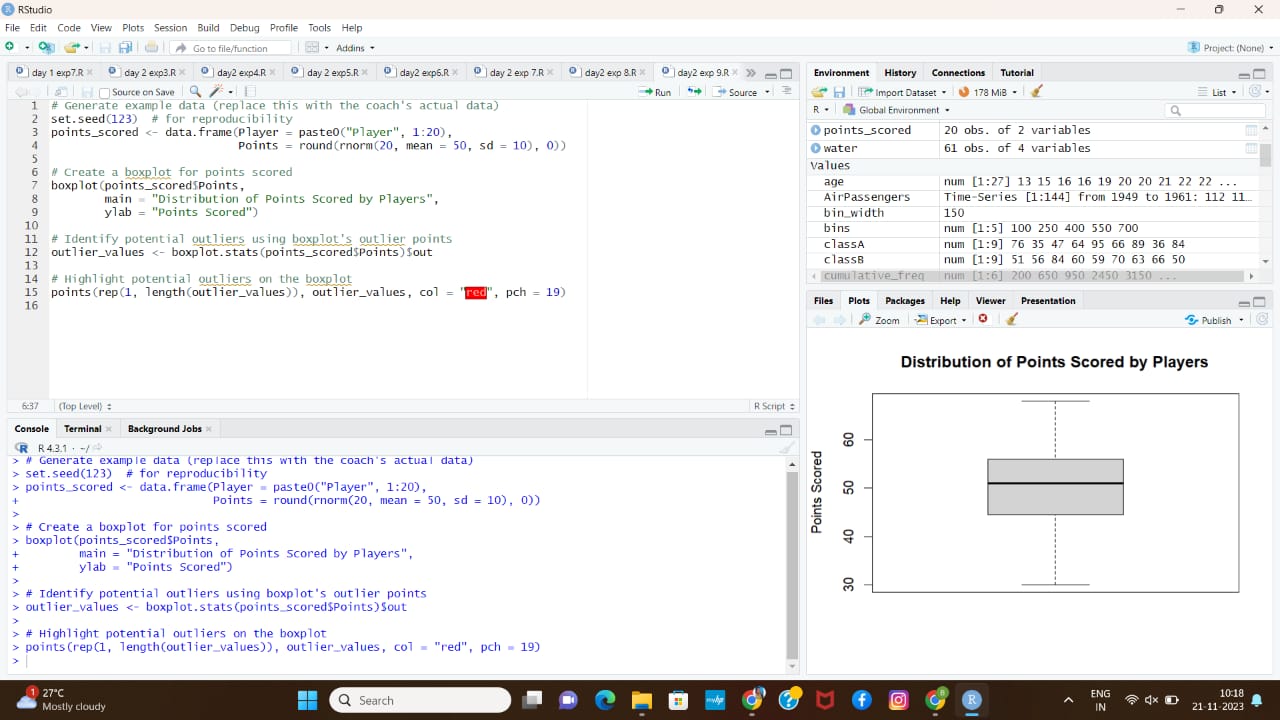 RStudio
File Edit Code View Plots Session Build Debug Profile Tools Help
Go to file/function Addins Project: (None)
day 1 exp7.R day 2 exp3.R day2 exp4.R day 2 exp5.R day2 exp6.R day 2 exp 7.R day2 exp 8.R day2 exp 9.R
Source on Save Run Source
1 # Generate example data (replace this with the coach's actual data)
2 set.seed(123)  # for reproducibility
3 points_scored <- data.frame(Player = paste0("Player", 1:20),
4                             Points = round(rnorm(20, mean = 50, sd = 10), 0))
5
6 # Create a boxplot for points scored
7 boxplot(points_scored$Points,
8         main = "Distribution of Points Scored by Players",
9         ylab = "Points Scored")
10
11 # Identify potential outliers using boxplot's outlier points
12 outlier_values <- boxplot.stats(points_scored$Points)$out
13
14 # Highlight potential outliers on the boxplot
15 points(rep(1, length(outlier_values)), outlier_values, col = "red", pch = 19)
16
6:37 (Top Level) R Script
Console Terminal Background Jobs
R 4.3.1 · ~/
> # Generate example data (replace this with the coach's actual data)
> set.seed(123)  # for reproducibility
> points_scored <- data.frame(Player = paste0("Player", 1:20),
+                             Points = round(rnorm(20, mean = 50, sd = 10), 0))
>
> # Create a boxplot for points scored
> boxplot(points_scored$Points,
+         main = "Distribution of Points Scored by Players",
+         ylab = "Points Scored")
>
> # Identify potential outliers using boxplot's outlier points
> outlier_values <- boxplot.stats(points_scored$Points)$out
>
> # Highlight potential outliers on the boxplot
> points(rep(1, length(outlier_values)), outlier_values, col = "red", pch = 19)
>
Environment History Connections Tutorial
Import Dataset 178 MiB List
R Global Environment
points_scored 20 obs. of 2 variables
water 61 obs. of 4 variables
Values
age num [1:27] 13 15 16 16 19 20 20 21 22 22 ...
AirPassengers Time-Series [1:144] from 1949 to 1961: 112 11...
bin_width 150
bins num [1:5] 100 250 400 550 700
classA num [1:9] 76 35 47 64 95 66 89 36 84
classB num [1:9] 51 56 84 60 59 70 63 66 50
cumulative_freq num [1:6] 200 650 950 2450 3150 ...
Files Plots Packages Help Viewer Presentation
Zoom Export Publish
Distribution of Points Scored by Players
Points Scored
60
50
40
30
1
27°C
Mostly cloudy
Search
ENG
IN
10:18
21-11-2023